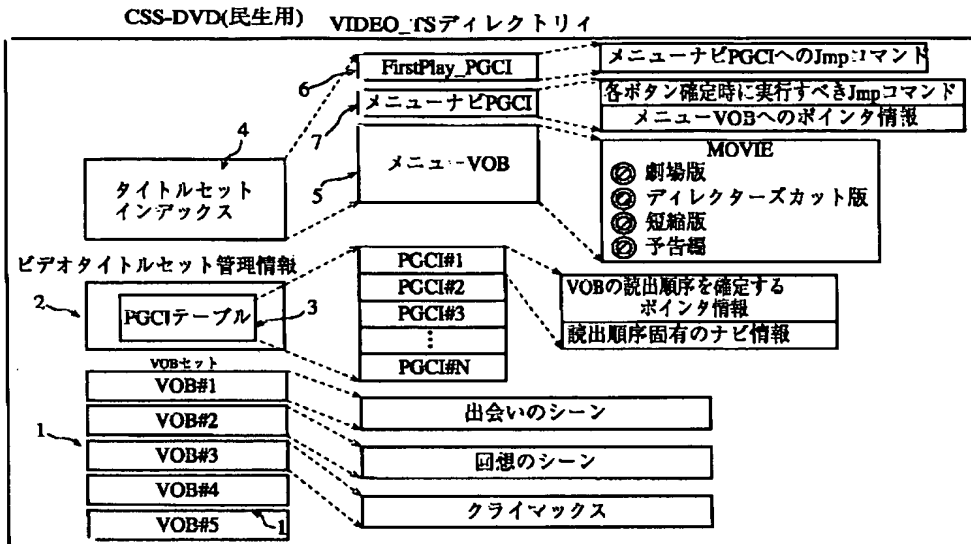 CSS-DVD(民生用)
VIDEO_TSディレクトリィ
6
FirstPlay_PGCI
メニューナビPGCIへのJmpコマンド
7
メニューナビPGCI
各ボタン確定時に実行すべきJmpコマンド
メニューVOBへのポインタ情報
4
タイトルセット
インデックス
5
メニューVOB
MOVIE
劇場版
ディレクターズカット版
短縮版
予告編
ビデオタイトルセット管理情報
2
PGCIテーブル
3
PGCI#1
PGCI#2
PGCI#3
⋮
PGCI#N
VOBの読出順序を確定する
ポインタ情報
読出順序固有のナビ情報
VOBセット
1
VOB#1
VOB#2
VOB#3
VOB#4
VOB#5
1
出会いのシーン
回想のシーン
クライマックス